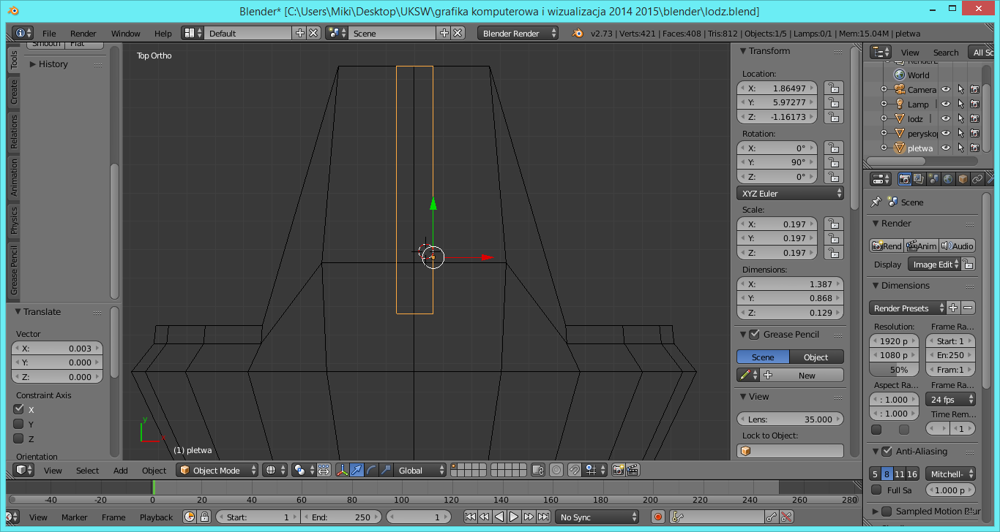 Blender* [C:\Users\Miki\Desktop\UKSW\grafika komputerowa i wizualizacja 2014 2015\blender\lodz.blend]
File Render Window Help Default Scene Blender Render v2.73 | Verts:421 | Faces:408 | Tris:812 | Objects:1/5 | Lamps:0/1 | Mem:15.04M | pletwa
Smooth Flat
History
Tools
Create
Relations
Animation
Physics
Grease Pencil
Translate
Vector
X: 0.003
Y: 0.000
Z: 0.000
Constraint Axis
X
Y
Z
Orientation
Top Ortho
y
(1) pletwa
Transform
Location:
X: 1.86497
Y: 5.97277
Z: -1.16173
Rotation:
X: 0°
Y: 90°
Z: 0°
XYZ Euler
Scale:
X: 0.197
Y: 0.197
Z: 0.197
Dimensions:
X: 1.387
Y: 0.868
Z: 0.129
Grease Pencil
Scene Object
New
View
Lens: 35.000
Lock to Object:
View Search All Sc
World
Camera
Lamp
lodz
perysko
pletwa
Scene
Render
Rend Anim Audio
Display Image Edit
Dimensions
Render Presets
Resolution: Frame Ra...
1920 p Start: 1
1080 p En:250
50% Fram:1
Aspect Ra... Frame Ra...
: 1.000 24 fps
: 1.000 Time Rem...
1
Anti-Aliasing
5 8 11 16 Mitchell-
Full Sa 1.000 p
Sampled Motion Blur
View Select Add Object Object Mode Global
-40 -20 0 20 40 60 80 100 120 140 160 180 200 220 240 260 280
View Marker Frame Playback Start: 1 End: 250 1 No Sync